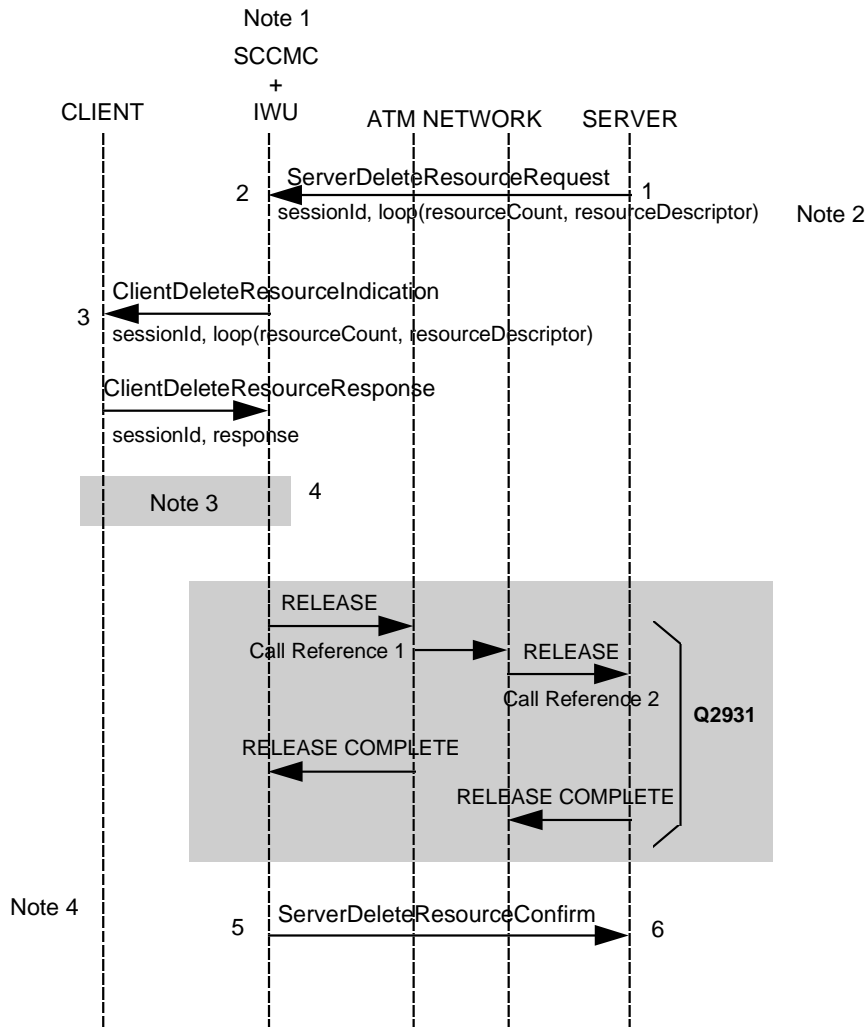 Note 1
SCCMC
+
IWU
CLIENT
ATM NETWORK
SERVER
ServerDeleteResourceRequest
2
1
sessionId, loop(resourceCount, resourceDescriptor)
Note 2
ClientDeleteResourceIndication
3
sessionId, loop(resourceCount, resourceDescriptor)
ClientDeleteResourceResponse
sessionId, response
Note 3
4
RELEASE
Call Reference 1
RELEASE
Call Reference 2
Q2931
RELEASE COMPLETE
RELEASE COMPLETE
Note 4
5
ServerDeleteResourceConfirm
6